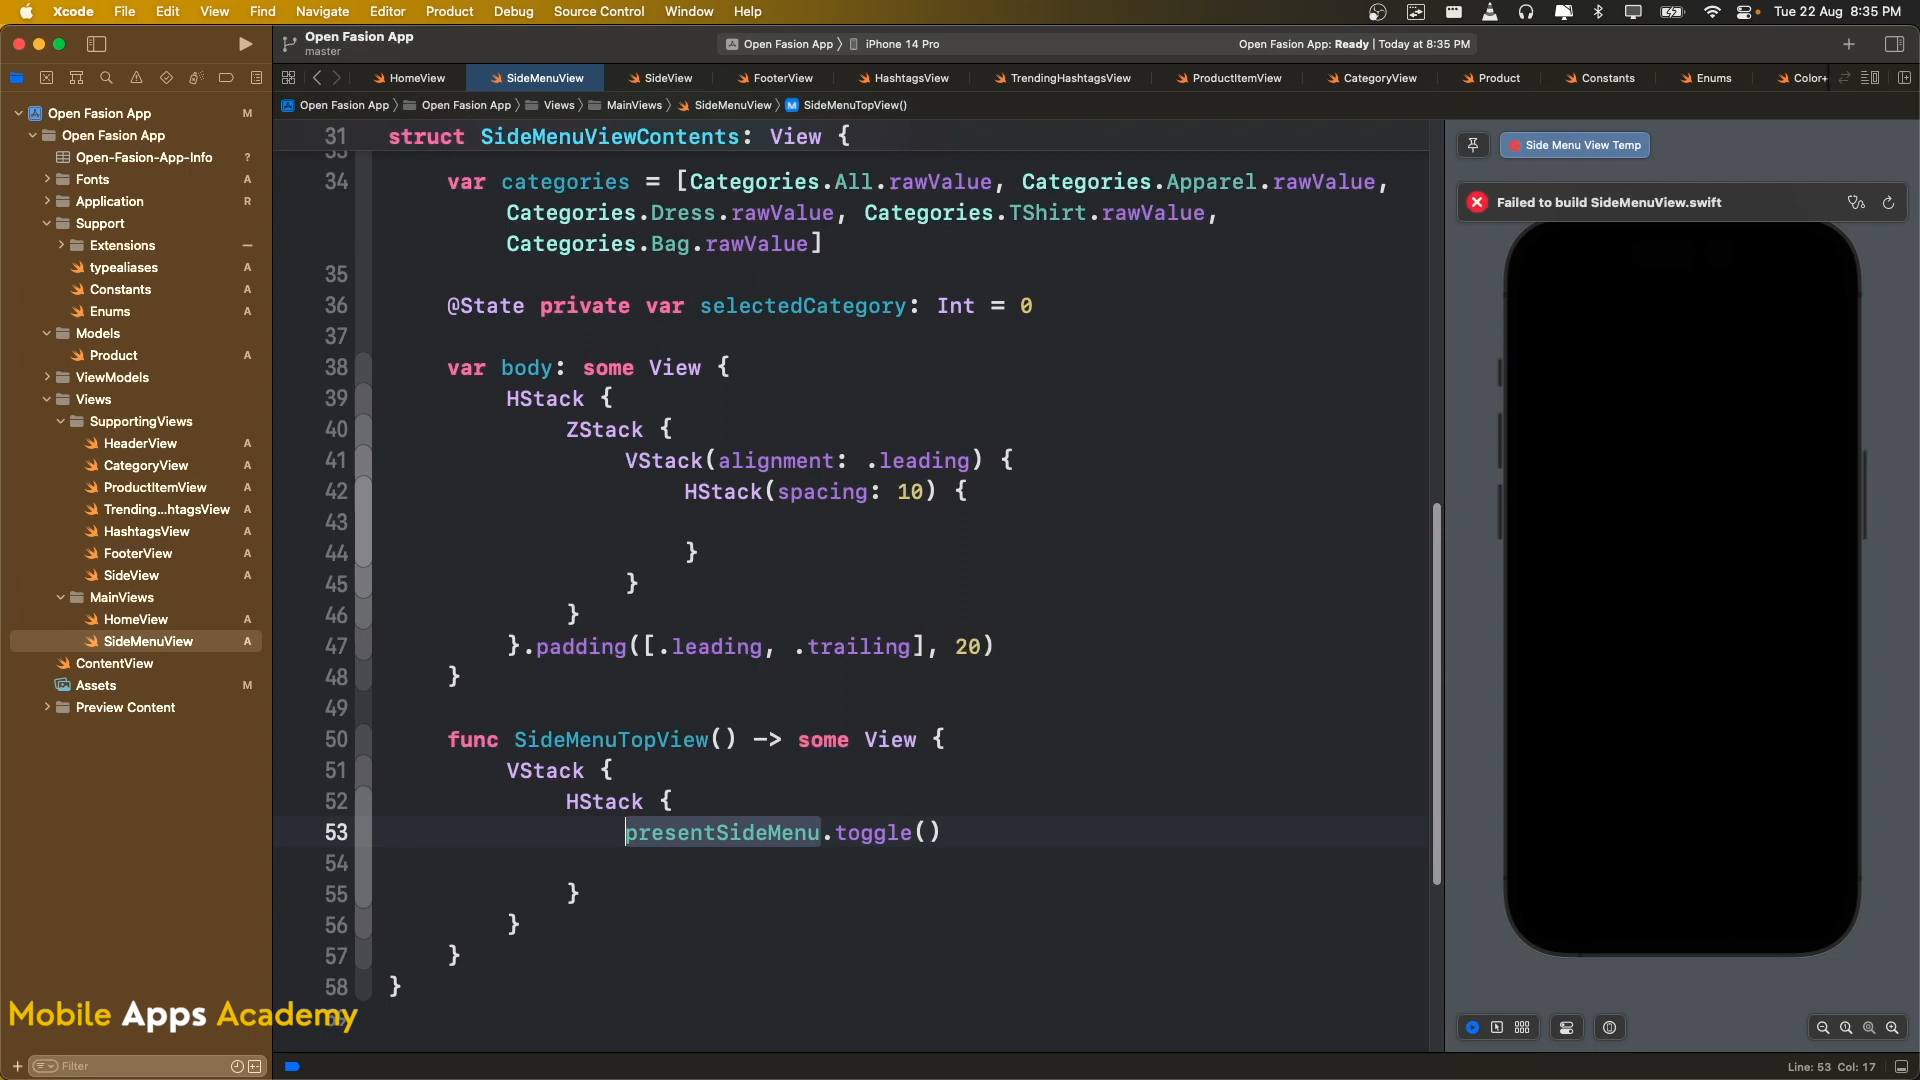 Xcode File Edit View Find Navigate Editor Product Debug Source Control Window Help Tue 22 Aug 8:35 PM
Open Fasion App
master
Open Fasion App iPhone 14 Pro Open Fasion App: Ready | Today at 8:35 PM
HomeView SideMenuView SideView FooterView HashtagsView TrendingHashtagsView ProductItemView CategoryView Product Constants Enums Color+
Open Fasion App Open Fasion App Views MainViews SideMenuView M SideMenuTopView()
Open Fasion App M
Open Fasion App
Open-Fasion-App-Info ?
Fonts
Application R
Support
Extensions
typealiases A
Constants A
Enums A
Models
Product A
ViewModels
Views
SupportingViews
HeaderView A
CategoryView A
ProductItemView A
Trending...htagsView A
HashtagsView A
FooterView A
SideView A
MainViews
HomeView A
SideMenuView A
ContentView A
Assets M
Preview Content
Filter
31 struct SideMenuViewContents: View {
34 var categories = [Categories.All.rawValue, Categories.Apparel.rawValue,
Categories.Dress.rawValue, Categories.TShirt.rawValue,
Categories.Bag.rawValue]
35
36 @State private var selectedCategory: Int = 0
37
38 var body: some View {
39 HStack {
40 ZStack {
41 VStack(alignment: .leading) {
42 HStack(spacing: 10) {
43
44 }
45 }
46 }
47 }.padding([.leading, .trailing], 20)
48 }
49
50 func SideMenuTopView() -> some View {
51 VStack {
52 HStack {
53 presentSideMenu.toggle()
54
55 }
56 }
57 }
58 }
Side Menu View Temp
Failed to build SideMenuView.swift
Mobile Apps Academy
Line: 53 Col: 17